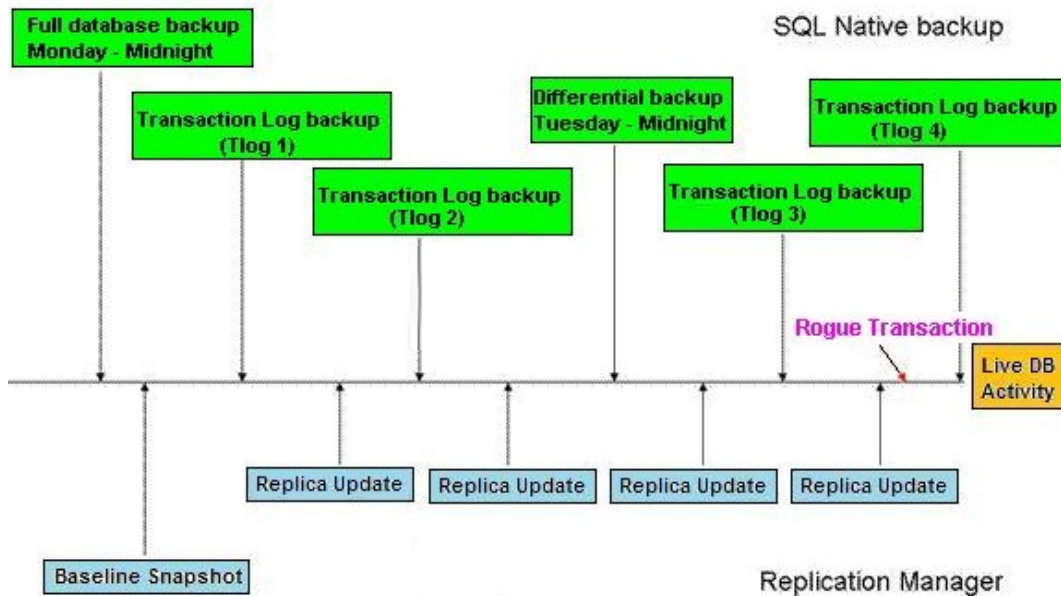 Full database backup
Monday - Midnight
SQL Native backup
Transaction Log backup
(Tlog 1)
Differential backup
Tuesday - Midnight
Transaction Log backup
(Tlog 4)
Transaction Log backup
(Tlog 2)
Transaction Log backup
(Tlog 3)
Rogue Transaction
Live DB
Activity
Replica Update
Replica Update
Replica Update
Replica Update
Baseline Snapshot
Replication Manager